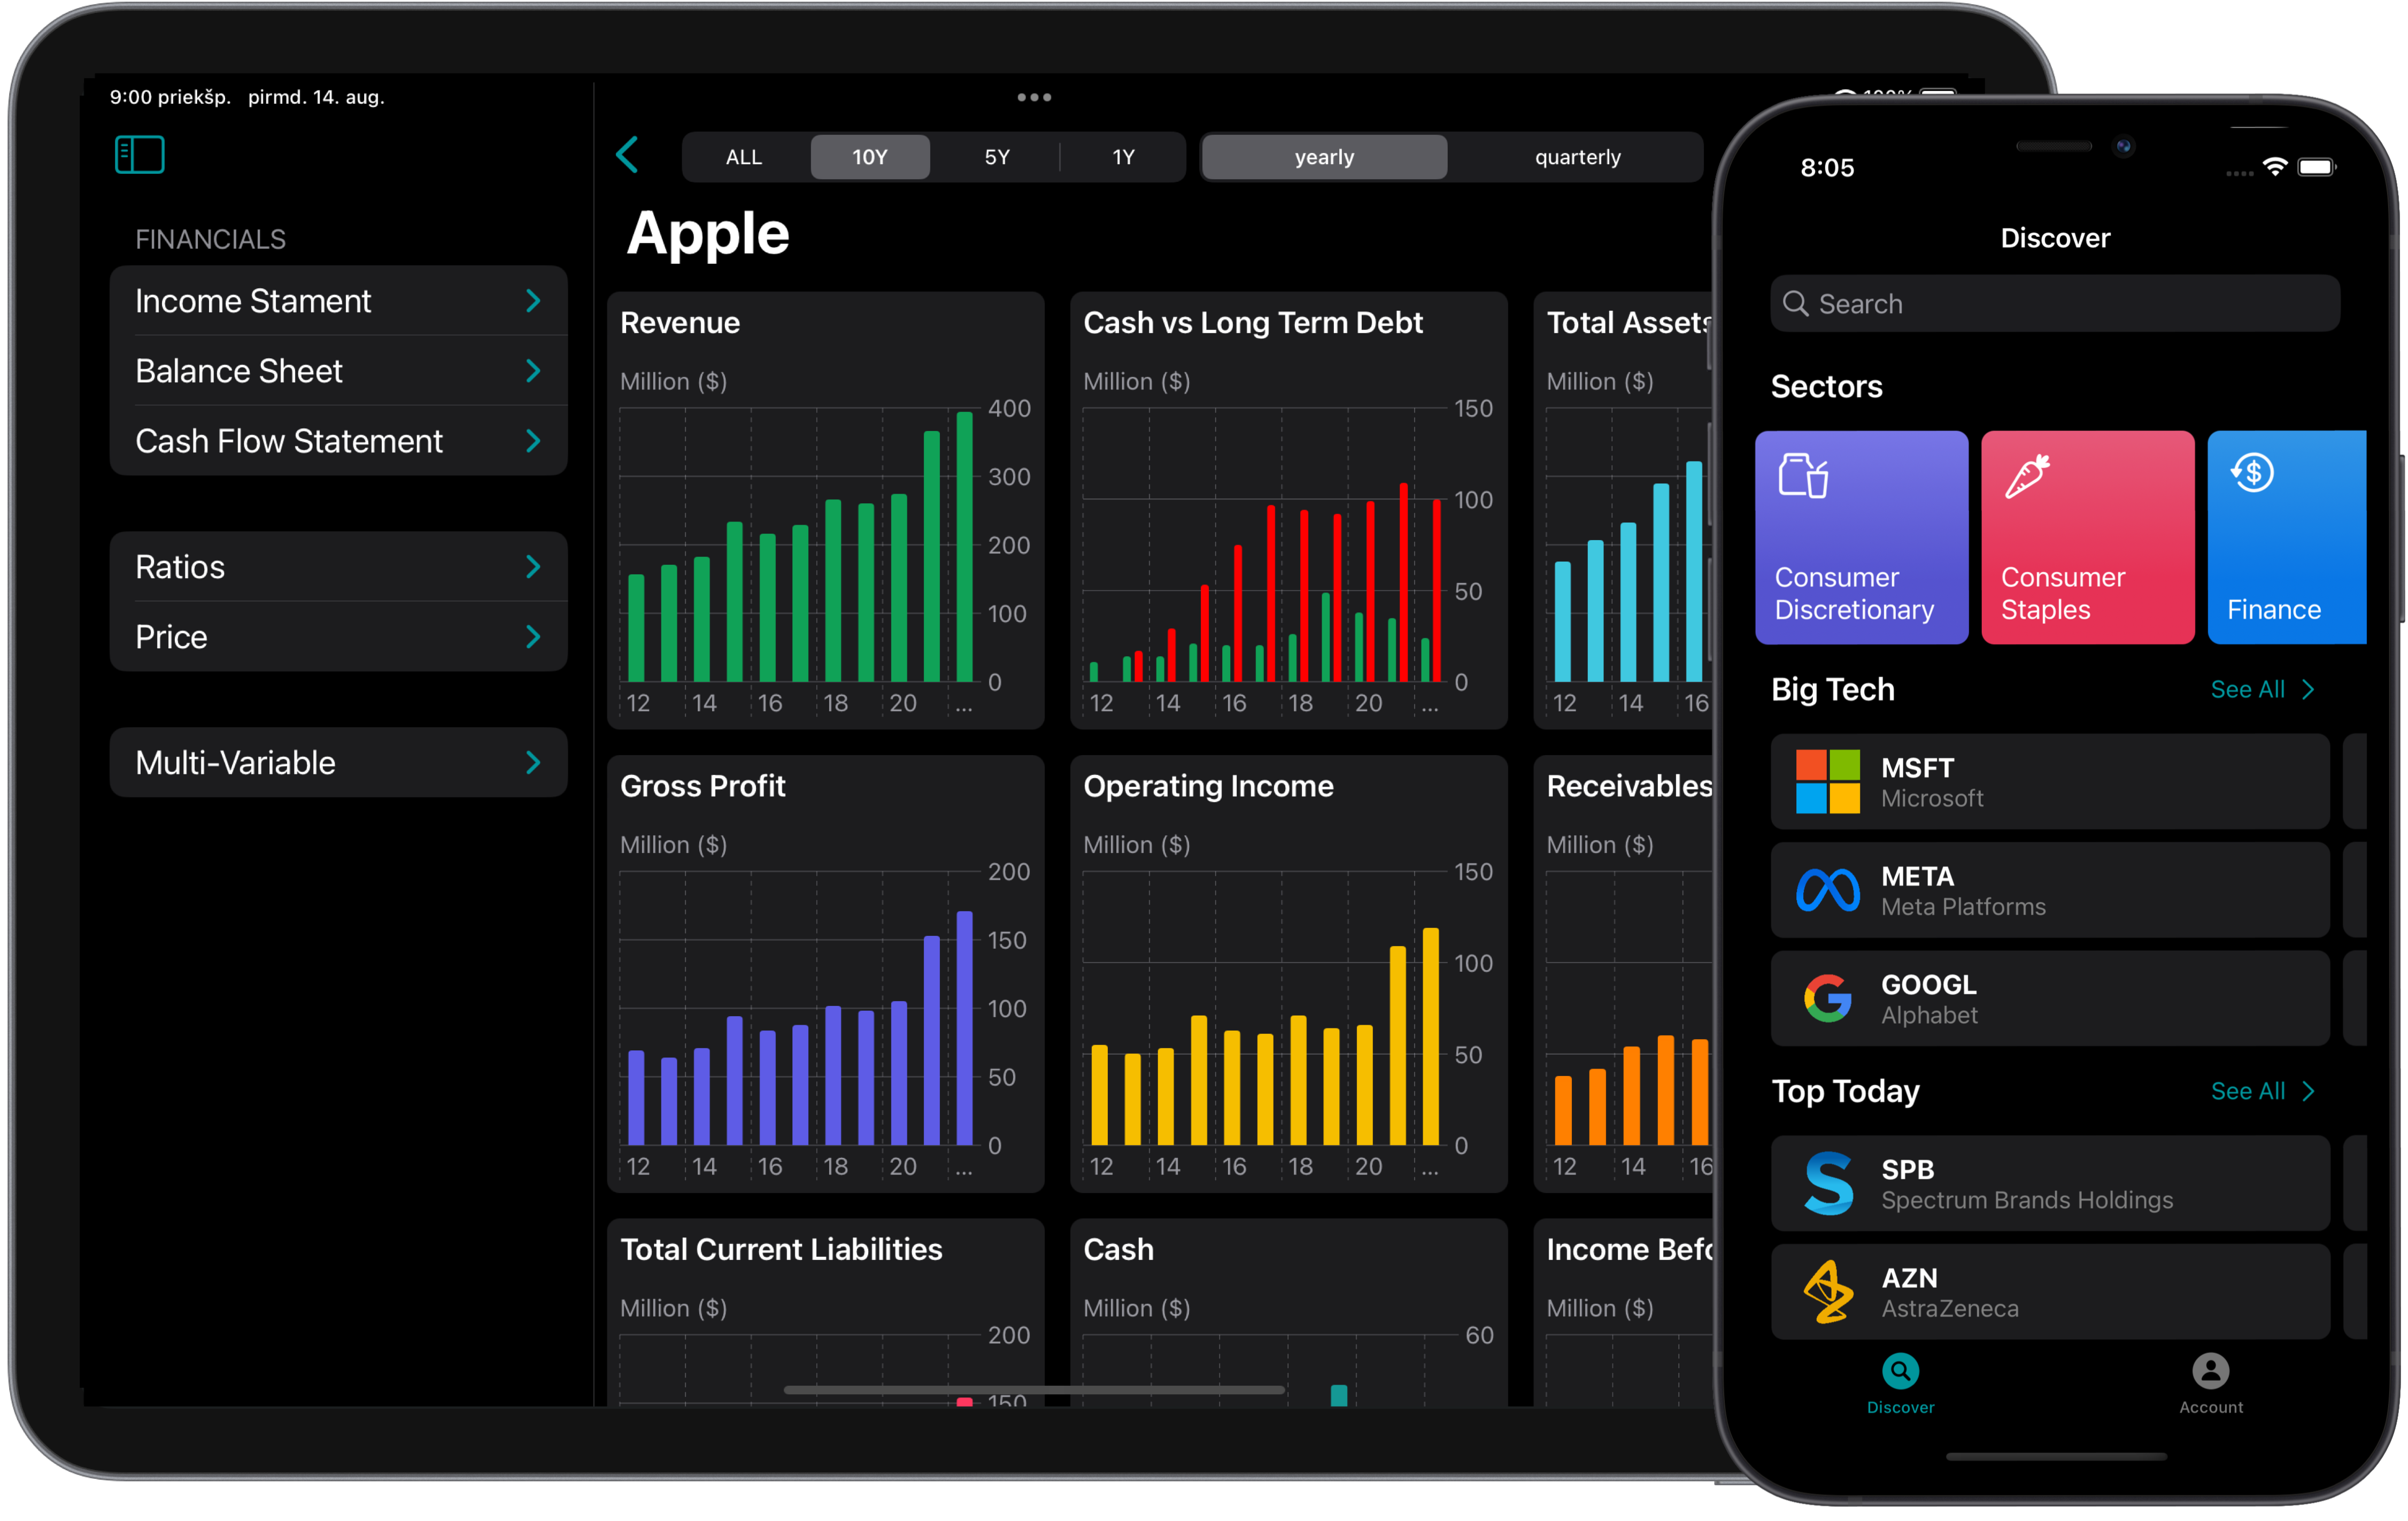 9:00 priekšp. pirmd. 14. aug.
FINANCIALS
Income Stament
Balance Sheet
Cash Flow Statement
Ratios
Price
Multi-Variable
ALL 10Y 5Y 1Y yearly quarterly
Apple
Revenue
Million ($)
400
300
200
100
0
12 14 16 18 20 ...
Cash vs Long Term Debt
Million ($)
150
100
50
0
12 14 16 18 20 ...
Total Assets
Million ($)
12 14 16
Gross Profit
Million ($)
200
150
100
50
0
12 14 16 18 20 ...
Operating Income
Million ($)
150
100
50
0
12 14 16 18 20 ...
Receivables
Million ($)
12 14 16
Total Current Liabilities
Million ($)
200
150
Cash
Million ($)
60
Income Befo
Million ($)
8:05
Discover
Search
Sectors
Consumer
Discretionary
Consumer
Staples
Finance
Big Tech See All
MSFT
Microsoft
META
Meta Platforms
GOOGL
Alphabet
Top Today See All
SPB
Spectrum Brands Holdings
AZN
AstraZeneca
Discover Account